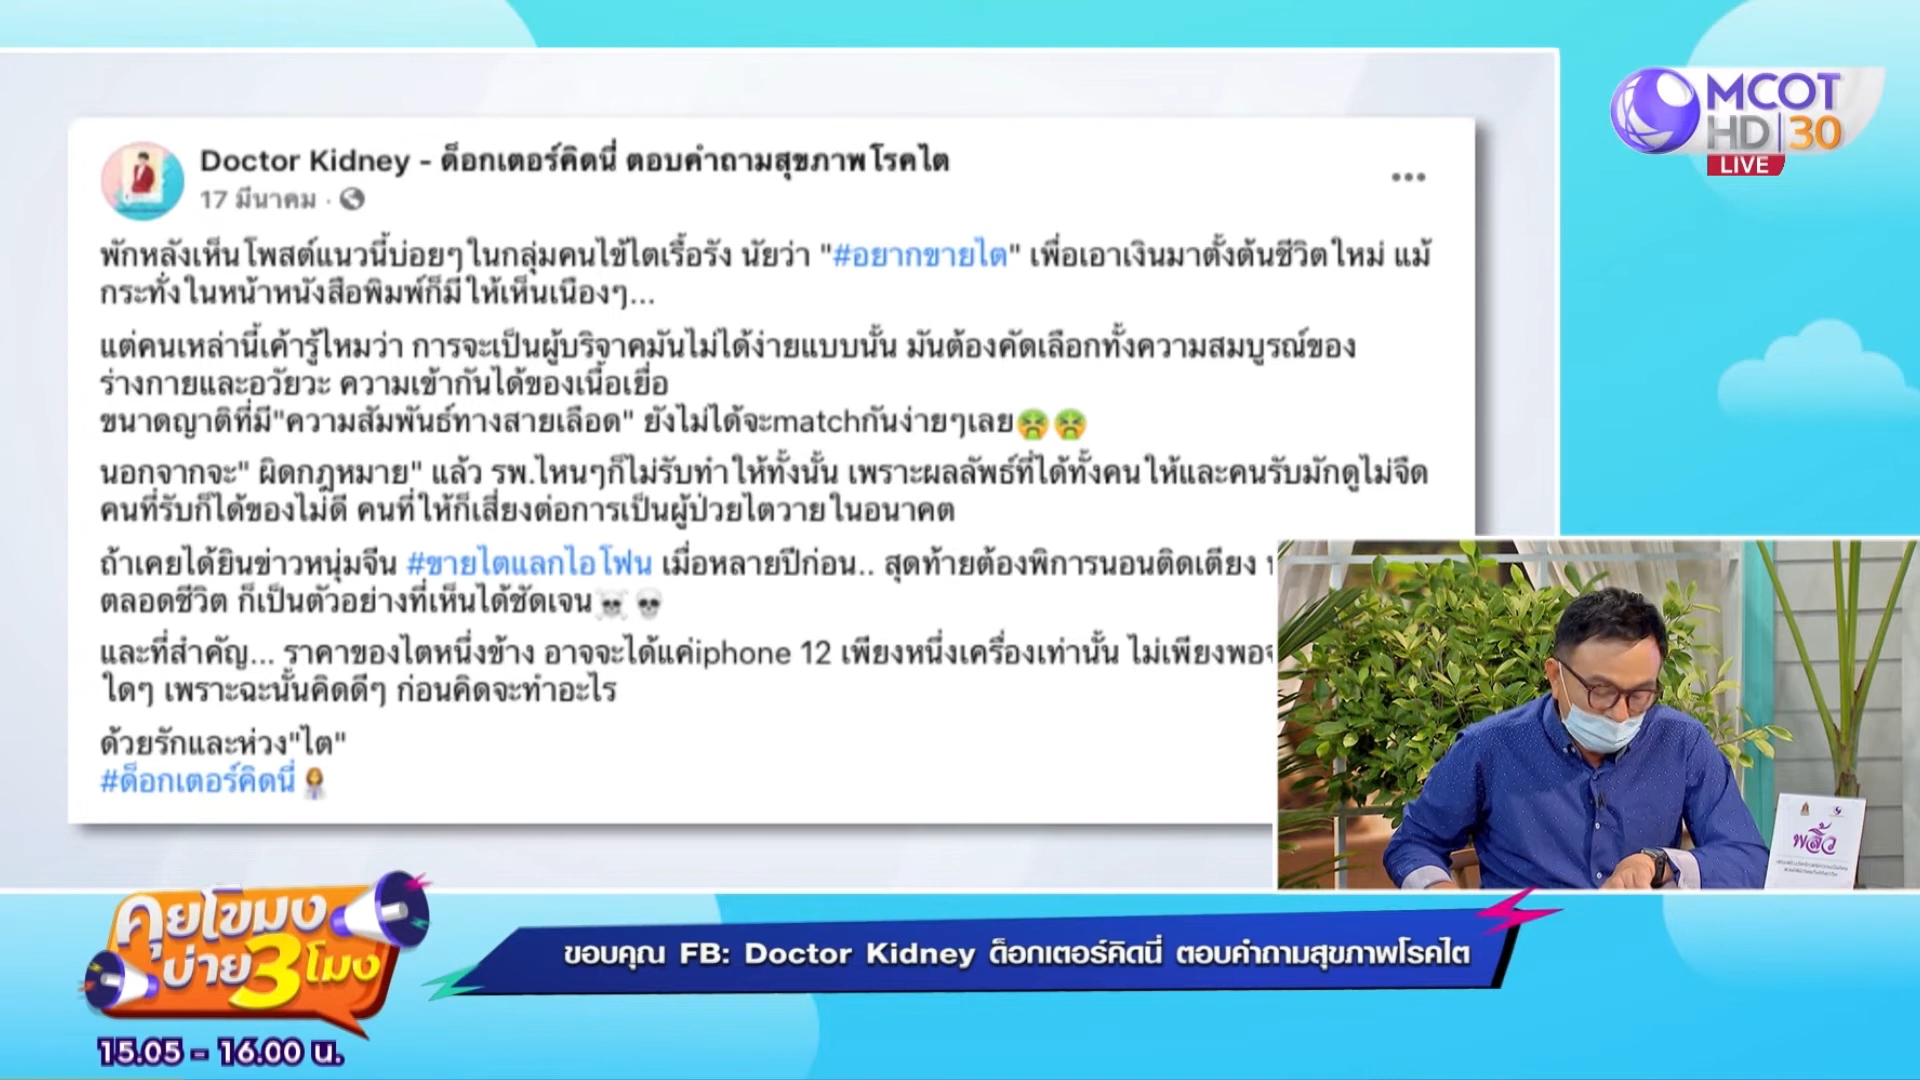 MCOT
HD 30
LIVE
Doctor Kidney - ด็อกเตอร์คิดนี่ ตอบคำถามสุขภาพโรคไต
17 มีนาคม ·
พักหลังเห็นโพสต์แนวนี้บ่อยๆในกลุ่มคนไข้ไตเรื้อรัง นัยว่า "#อยากขายไต" เพื่อเอาเงินมาตั้งต้นชีวิตใหม่ แม้
กระทั่งในหน้าหนังสือพิมพ์ก็มีให้เห็นเนืองๆ...
แต่คนเหล่านี้เค้ารู้ไหมว่า การจะเป็นผู้บริจาคมันไม่ได้ง่ายแบบนั้น มันต้องคัดเลือกทั้งความสมบูรณ์ของ
ร่างกายและอวัยวะ ความเข้ากันได้ของเนื้อเยื่อ
ขนาดญาติที่มี"ความสัมพันธ์ทางสายเลือด" ยังไม่ได้จะmatchกันง่ายๆเลย🤮🤮
นอกจากจะ" ผิดกฎหมาย" แล้ว รพ.ไหนๆก็ไม่รับทำให้ทั้งนั้น เพราะผลลัพธ์ที่ได้ทั้งคนให้และคนรับมักดูไม่จืด
คนที่รับก็ได้ของไม่ดี คนที่ให้ก็เสี่ยงต่อการเป็นผู้ป่วยไตวายในอนาคต
ถ้าเคยได้ยินข่าวหนุ่มจีน #ขายไตแลกไอโฟน เมื่อหลายปีก่อน.. สุดท้ายต้องพิการนอนติดเตียง
ตลอดชีวิต ก็เป็นตัวอย่างที่เห็นได้ชัดเจน☠️💀
และที่สำคัญ... ราคาของไตหนึ่งข้าง อาจจะได้แค่iphone 12 เพียงหนึ่งเครื่องเท่านั้น ไม่เพียงพอ
ใดๆ เพราะฉะนั้นคิดดีๆ ก่อนคิดจะทำอะไร
ด้วยรักและห่วง"ไต"
#ด็อกเตอร์คิดนี่👩‍⚕️
พลิ้ว
คุยโขมง
บ่าย 3 โมง
15.05 - 16.00 น.
ขอบคุณ FB: Doctor Kidney ด็อกเตอร์คิดนี่ ตอบคำถามสุขภาพโรคไต